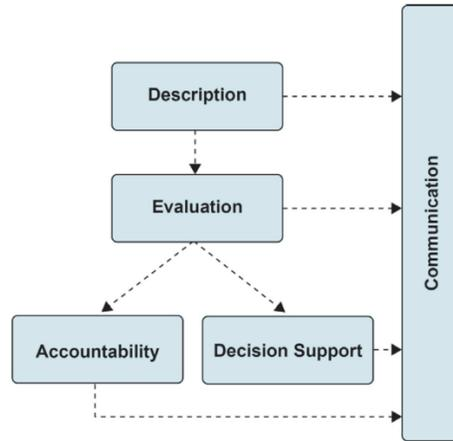 Description
Evaluation
Accountability
Decision Support
Communication